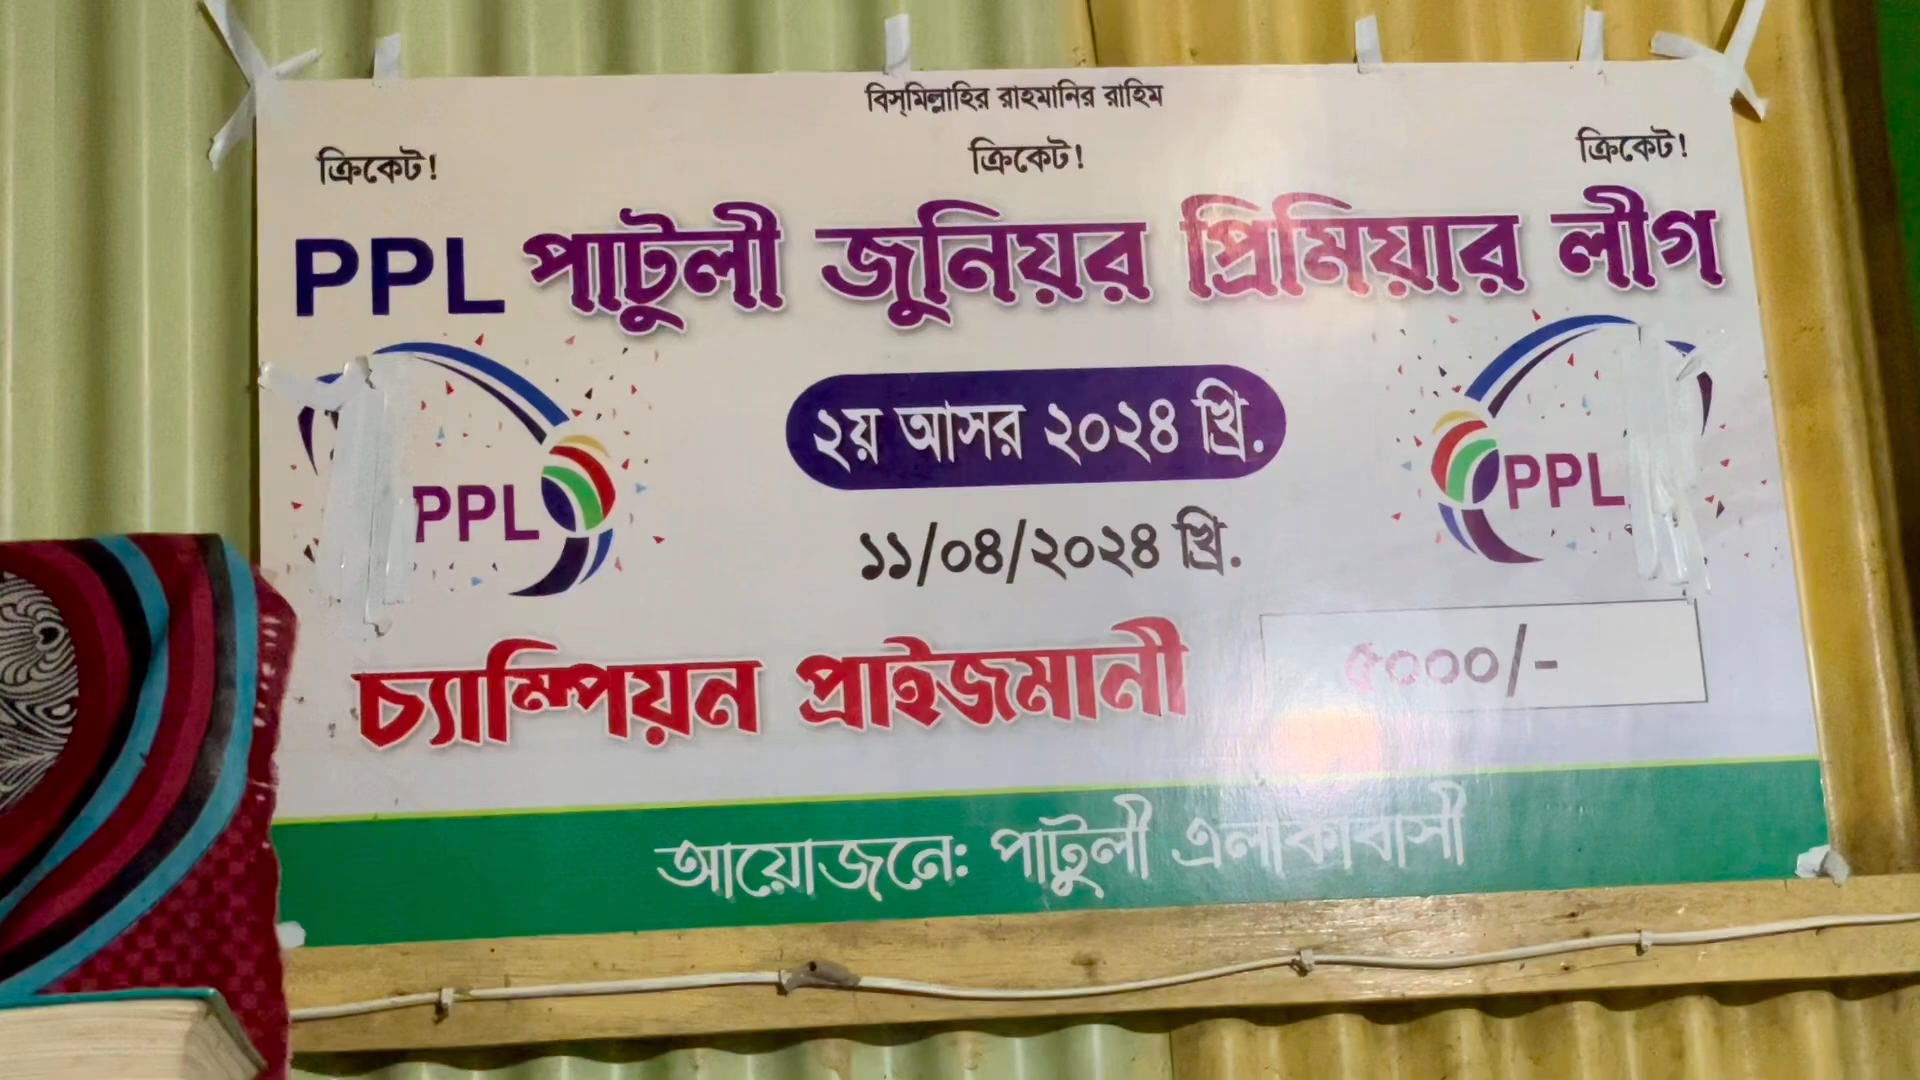 বিস্‌মিল্লাহির রাহমানির রাহিম
ক্রিকেট! ক্রিকেট! ক্রিকেট!
PPL পাটুলী জুনিয়র প্রিমিয়ার লীগ
২য় আসর ২০২৪ খ্রি.
PPL PPL
১১/০৪/২০২৪ খ্রি.
চ্যাম্পিয়ন প্রাইজমানী ৫০০০/-
আয়োজনে: পাটুলী এলাকাবাসী